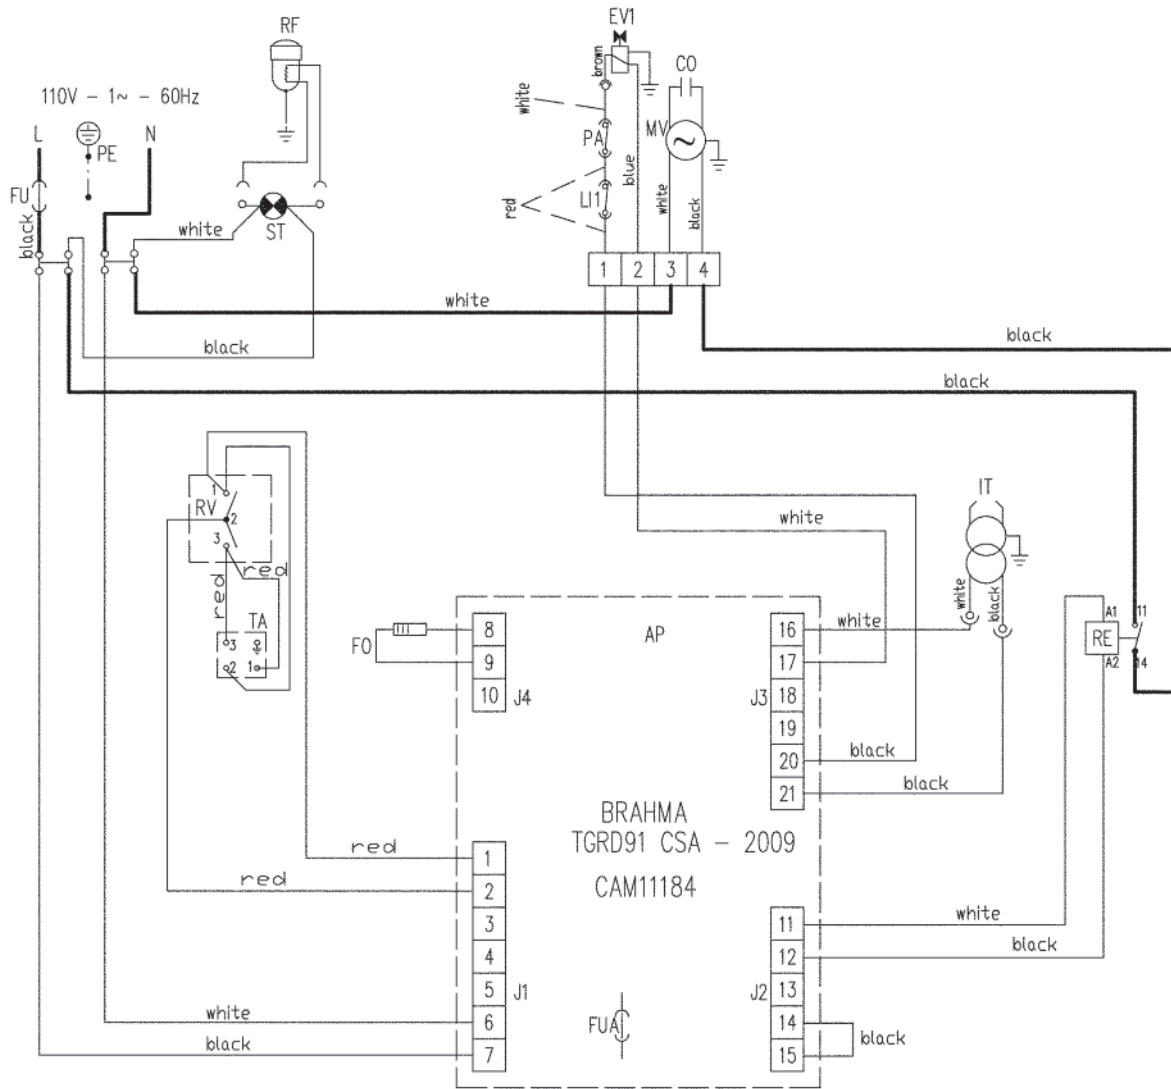 RF
EV1
110V - 1~ - 60Hz
CO
L
N
PE
brown
white
PA
MV
FU
blue
LI1
red
white
black
ST
white
black
1 2 3 4
white
black
black
black
1
RV
2
3
red
red
TA
3
2
1
IT
white
white
black
A1
11
RE
A2
14
FO
8
9
10
J4
AP
16
17
18
19
20
21
J3
white
black
black
BRAHMA
TGRD91 CSA - 2009
CAM11184
red
1
red
2
3
4
5
J1
6
white
7
black
FUA
11
12
13
J2
14
15
white
black
black